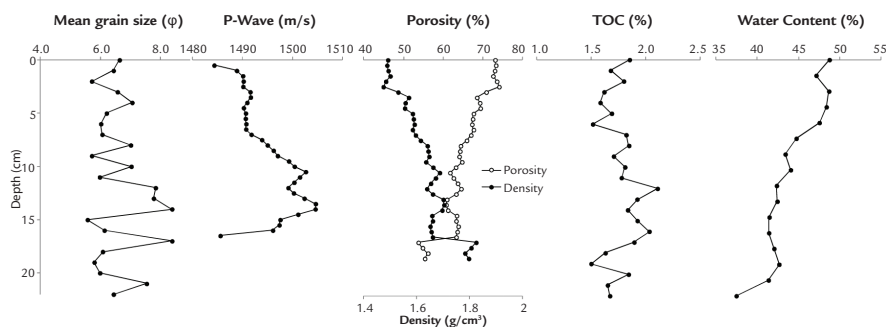 Mean grain size (φ) P-Wave (m/s) Porosity (%) TOC (%) Water Content (%)
4.0 6.0 8.0 1480 1490 1500 1510 40 50 60 70 80 90 1.0 1.5 2.0 2.5 35 40 45 50 55
0
5
10
15
20
Depth (cm)
Porosity
Density
1.4 1.6 1.8 2
Density (g/cm³)